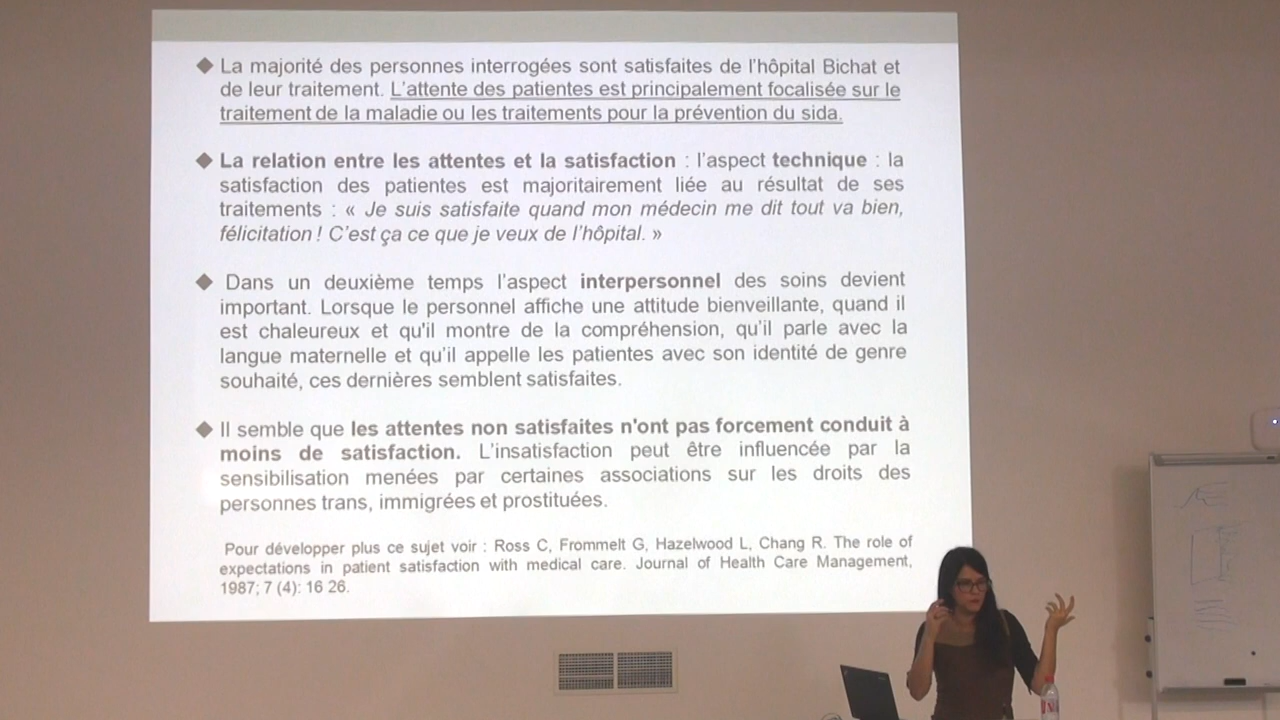 ◆ La majorité des personnes interrogées sont satisfaites de l'hôpital Bichat et
de leur traitement. L'attente des patientes est principalement focalisée sur le
traitement de la maladie ou les traitements pour la prévention du sida.
◆ La relation entre les attentes et la satisfaction : l'aspect technique : la
satisfaction des patientes est majoritairement liée au résultat de ses
traitements : « Je suis satisfaite quand mon médecin me dit tout va bien,
félicitation ! C'est ça ce que je veux de l'hôpital. »
◆ Dans un deuxième temps l'aspect interpersonnel des soins devient
important. Lorsque le personnel affiche une attitude bienveillante, quand il
est chaleureux et qu'il montre de la compréhension, qu'il parle avec la
langue maternelle et qu'il appelle les patientes avec son identité de genre
souhaité, ces dernières semblent satisfaites.
◆ Il semble que les attentes non satisfaites n'ont pas forcement conduit à
moins de satisfaction. L'insatisfaction peut être influencée par la
sensibilisation menées par certaines associations sur les droits des
personnes trans, immigrées et prostituées.
Pour développer plus ce sujet voir : Ross C, Frommelt G, Hazelwood L, Chang R. The role of
expectations in patient satisfaction with medical care. Journal of Health Care Management,
1987; 7 (4): 16 26.